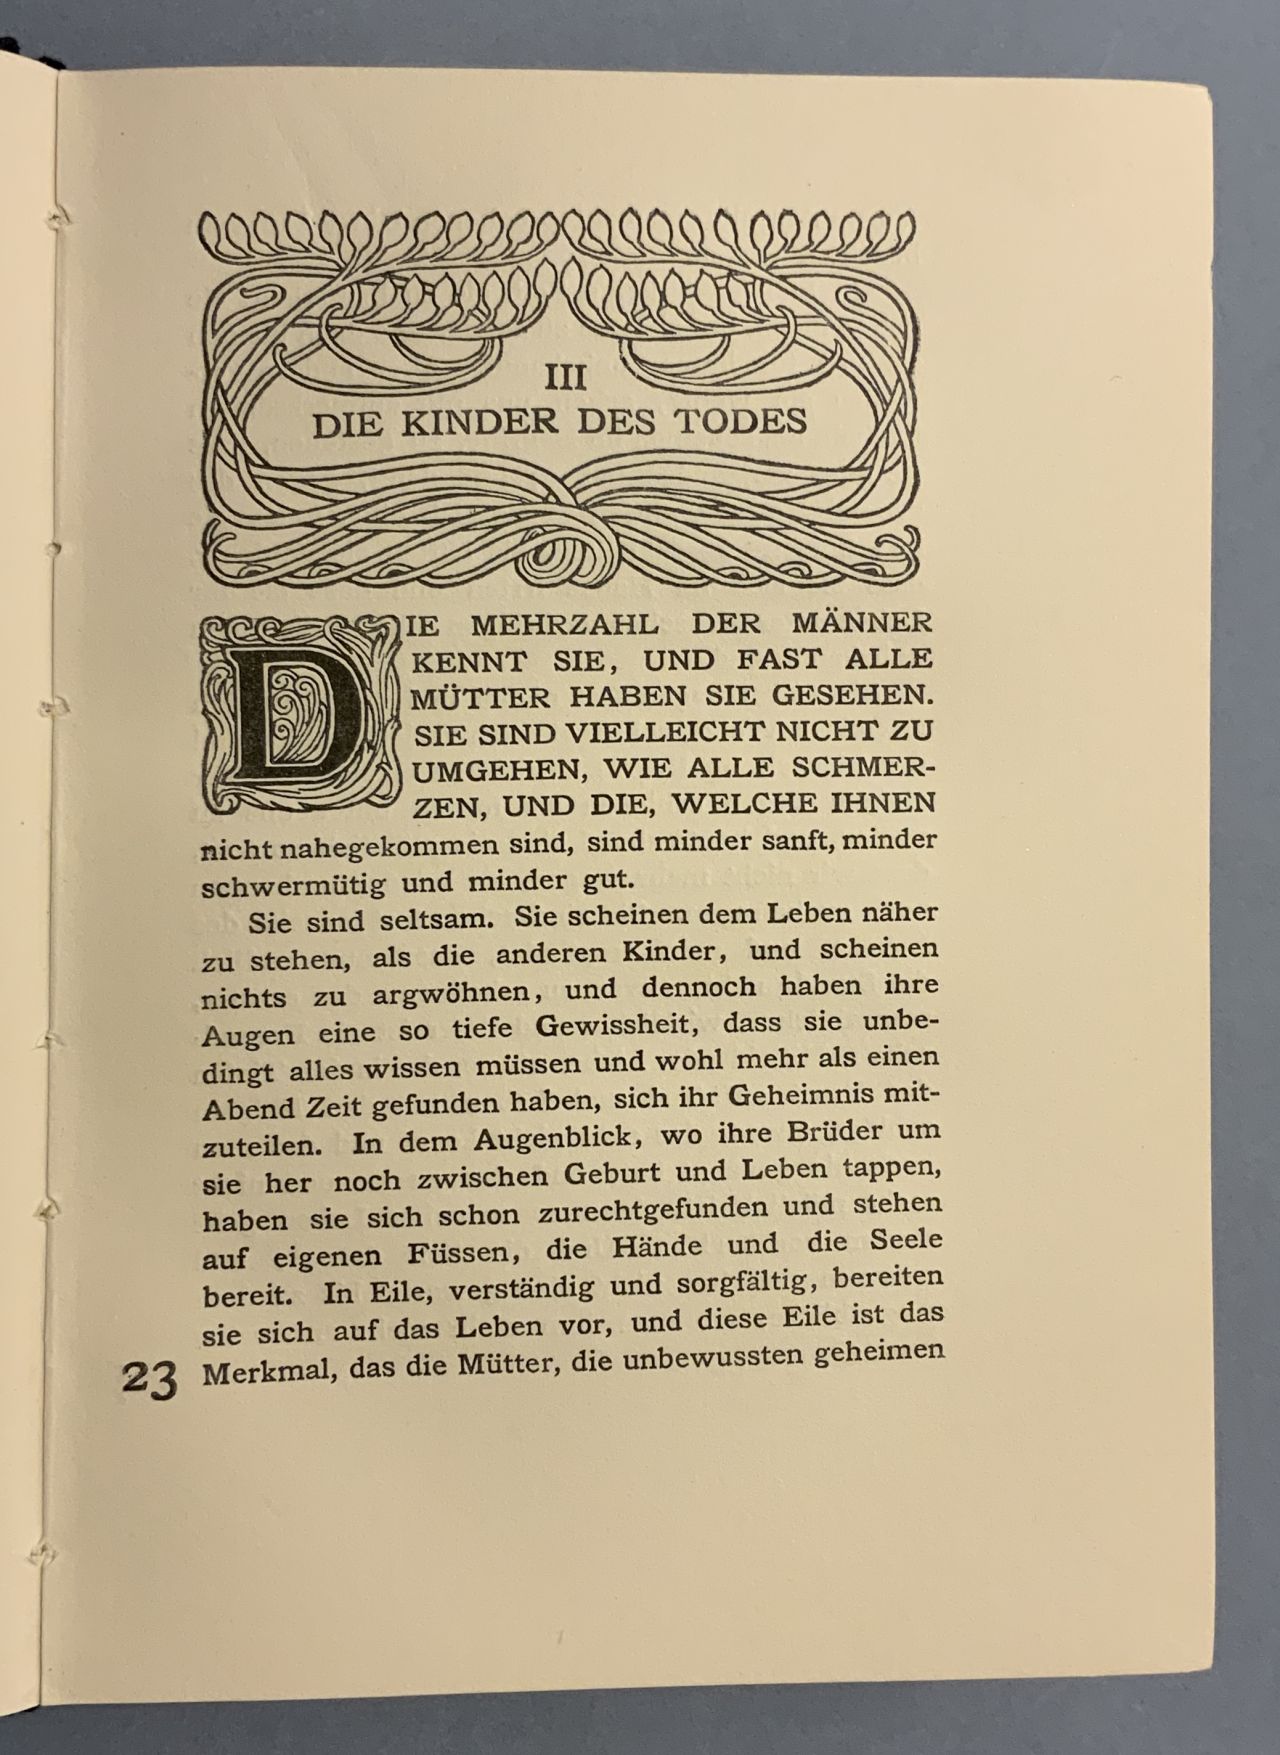 III
DIE KINDER DES TODES
DIE MEHRZAHL DER MÄNNER
KENNT SIE, UND FAST ALLE
MÜTTER HABEN SIE GESEHEN.
SIE SIND VIELLEICHT NICHT ZU
UMGEHEN, WIE ALLE SCHMER-
ZEN, UND DIE, WELCHE IHNEN
nicht nahegekommen sind, sind minder sanft, minder
schwermütig und minder gut.
Sie sind seltsam. Sie scheinen dem Leben näher
zu stehen, als die anderen Kinder, und scheinen
nichts zu argwöhnen, und dennoch haben ihre
Augen eine so tiefe Gewissheit, dass sie unbe-
dingt alles wissen müssen und wohl mehr als einen
Abend Zeit gefunden haben, sich ihr Geheimnis mit-
zuteilen. In dem Augenblick, wo ihre Brüder um
sie her noch zwischen Geburt und Leben tappen,
haben sie sich schon zurechtgefunden und stehen
auf eigenen Füssen, die Hände und die Seele
bereit. In Eile, verständig und sorgfältig, bereiten
sie sich auf das Leben vor, und diese Eile ist das
23 Merkmal, das die Mütter, die unbewussten geheimen